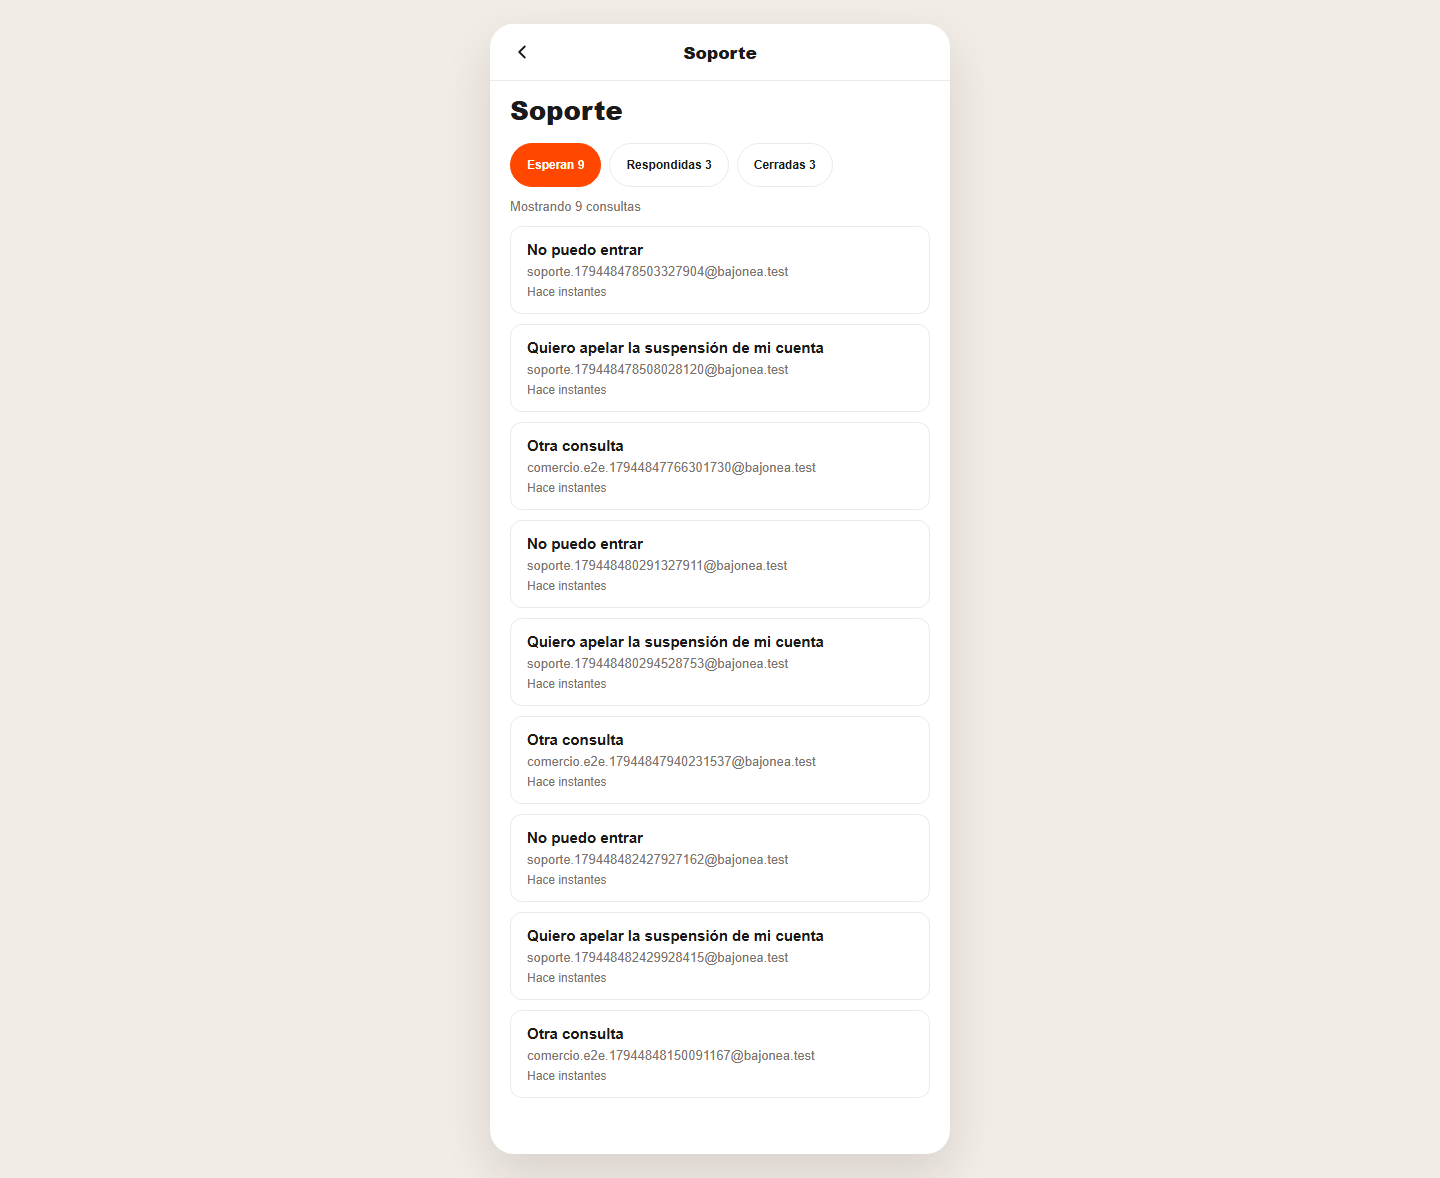 Soporte
Soporte
Esperan 9
Respondidas 3
Cerradas 3
Mostrando 9 consultas
No puedo entrar
soporte.179448478503327904@bajonea.test
Hace instantes
Quiero apelar la suspensión de mi cuenta
soporte.179448478508028120@bajonea.test
Hace instantes
Otra consulta
comercio.e2e.17944847766301730@bajonea.test
Hace instantes
No puedo entrar
soporte.179448480291327911@bajonea.test
Hace instantes
Quiero apelar la suspensión de mi cuenta
soporte.179448480294528753@bajonea.test
Hace instantes
Otra consulta
comercio.e2e.17944847940231537@bajonea.test
Hace instantes
No puedo entrar
soporte.179448482427927162@bajonea.test
Hace instantes
Quiero apelar la suspensión de mi cuenta
soporte.179448482429928415@bajonea.test
Hace instantes
Otra consulta
comercio.e2e.17944848150091167@bajonea.test
Hace instantes